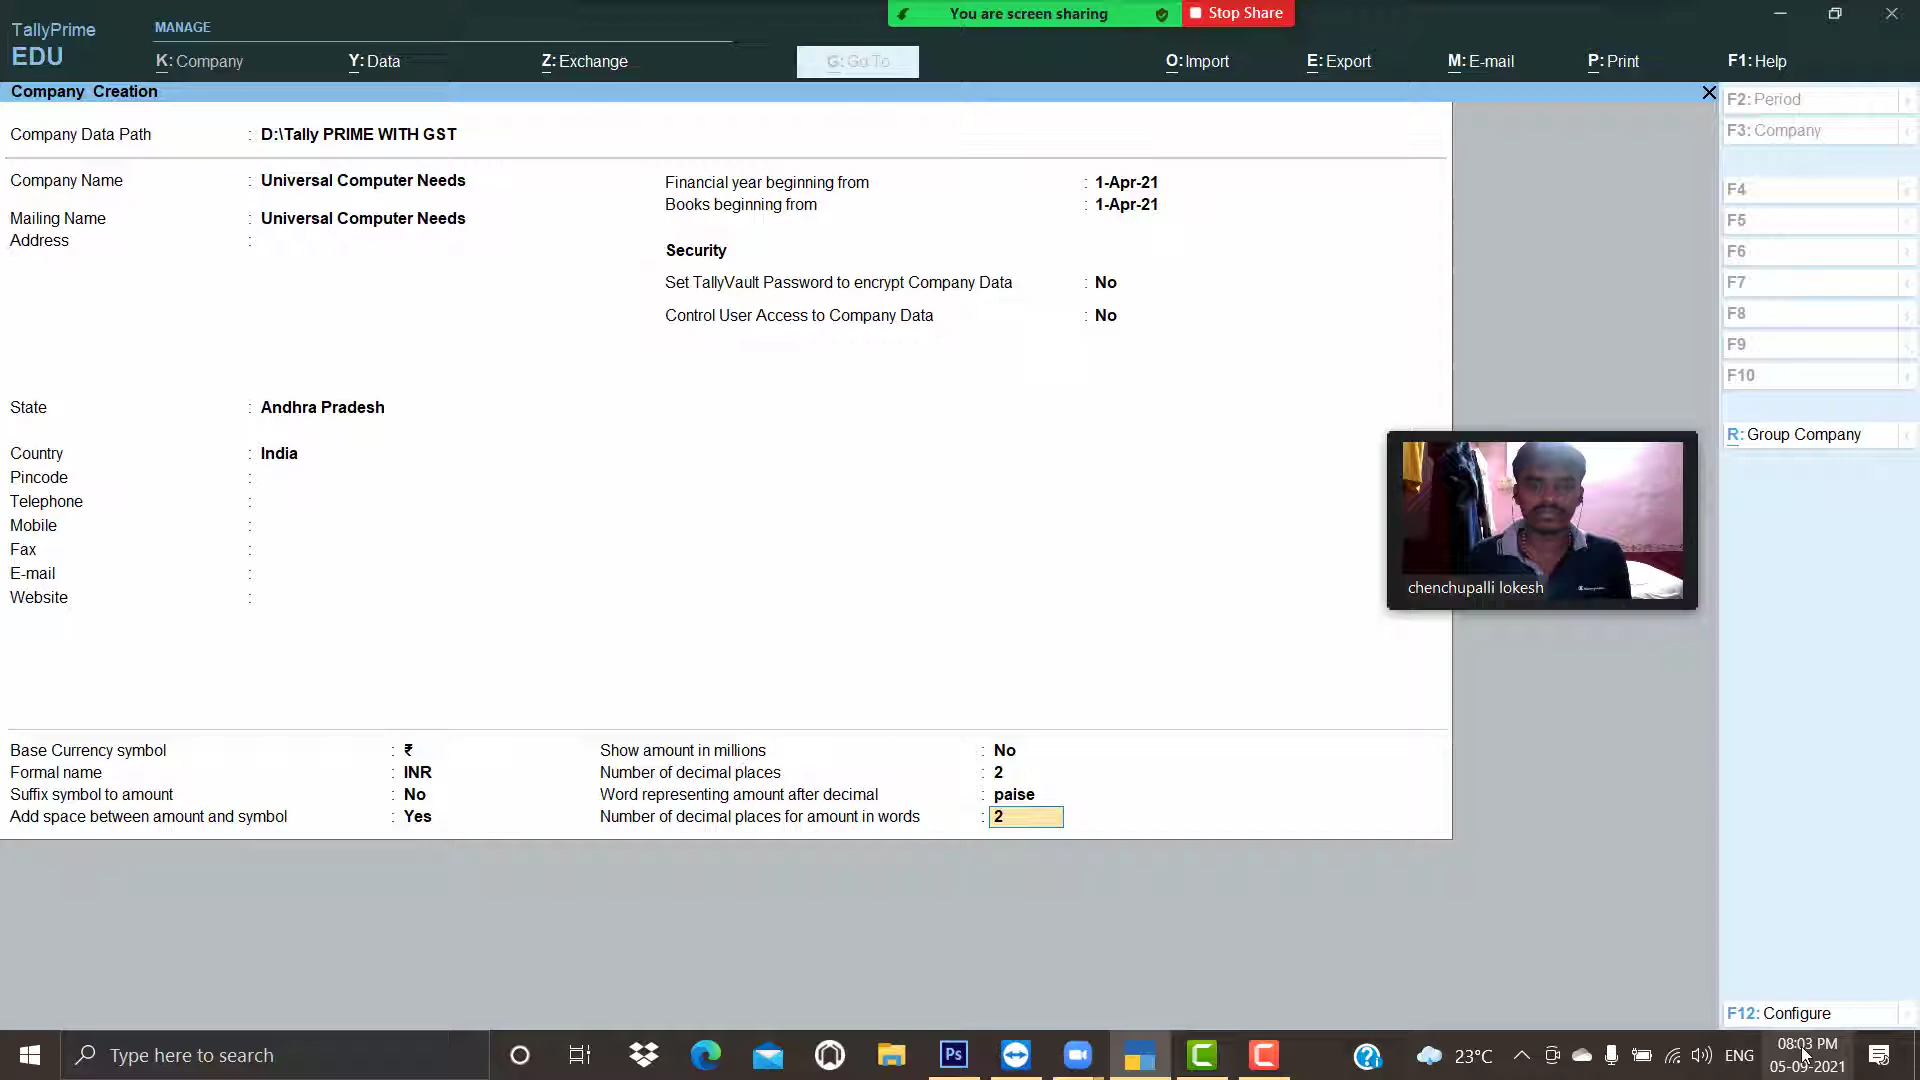 You are screen sharing
Stop Share
TallyPrime
EDU
MANAGE
K: Company
Y: Data
Z: Exchange
G: Go To
O: Import
E: Export
M: E-mail
P: Print
F1: Help
Company Creation
Company Data Path : D:\Tally PRIME WITH GST
Company Name : Universal Computer Needs
Mailing Name : Universal Computer Needs
Address :
State : Andhra Pradesh
Country : India
Pincode :
Telephone :
Mobile :
Fax :
E-mail :
Website :
Financial year beginning from : 1-Apr-21
Books beginning from : 1-Apr-21
Security
Set TallyVault Password to encrypt Company Data : No
Control User Access to Company Data : No
Base Currency symbol : ₹
Formal name : INR
Suffix symbol to amount : No
Add space between amount and symbol : Yes
Show amount in millions : No
Number of decimal places : 2
Word representing amount after decimal : paise
Number of decimal places for amount in words : 2
F2: Period
F3: Company
F4
F5
F6
F7
F8
F9
F10
R: Group Company
F12: Configure
chenchupalli lokesh
Type here to search
Ps
23°C
ENG
08:03 PM
05-09-2021